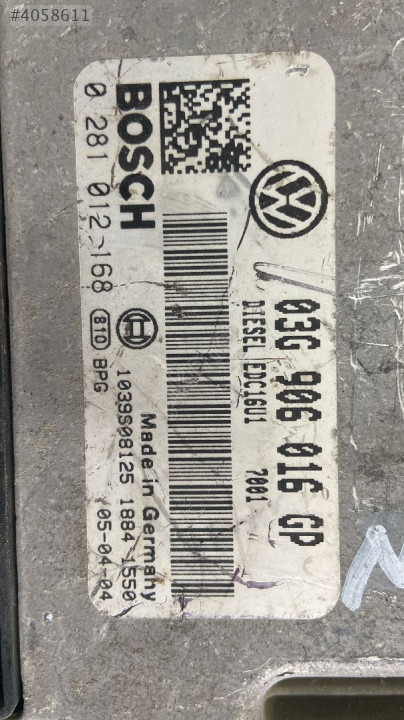 #4058611
03G 906 016 GP
DIESEL EDC16U1 7001
BOSCH
0 281 012 168
Made in Germany
1039S08125 1884 1550
81D BPG 05-04-04